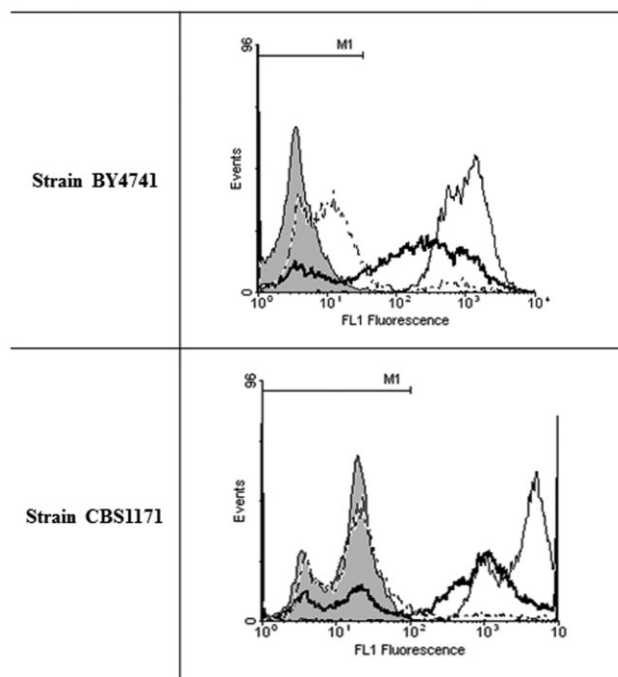 Strain BY4741
96
M1
Events
0
10⁰ 10¹ 10² 10³ 10⁴
FL1 Fluorescence
Strain CBS1171
96
M1
Events
0
10⁰ 10¹ 10² 10³ 10
FL1 Fluorescence